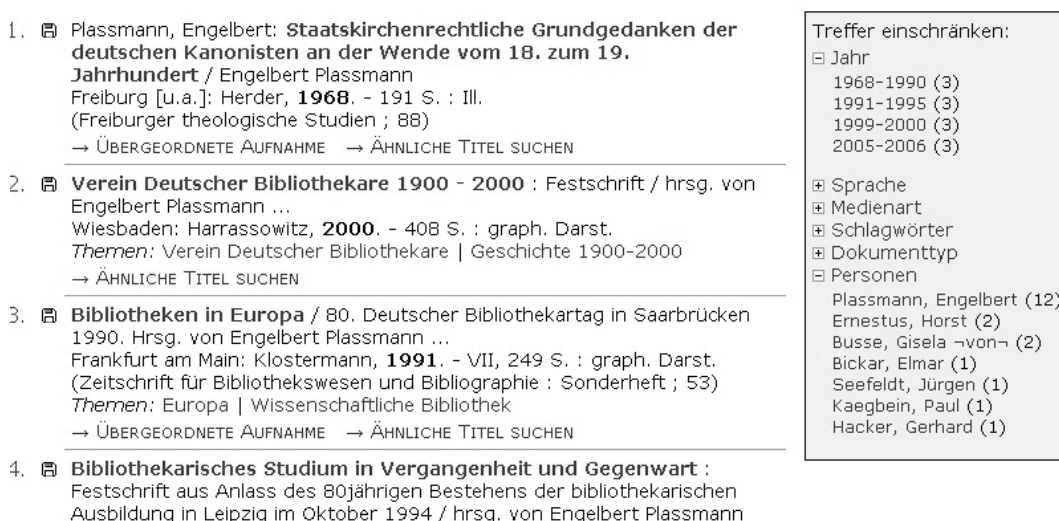 1. Plassmann, Engelbert: Staatskirchenrechtliche Grundgedanken der
deutschen Kanonisten an der Wende vom 18. zum 19.
Jahrhundert / Engelbert Plassmann
Freiburg [u.a.]: Herder, 1968. - 191 S. : Ill.
(Freiburger theologische Studien ; 88)
→ ÜBERGEORDNETE AUFNAHME → ÄHNLICHE TITEL SUCHEN
2. Verein Deutscher Bibliothekare 1900 - 2000 : Festschrift / hrsg. von
Engelbert Plassmann ...
Wiesbaden: Harrassowitz, 2000. - 408 S. : graph. Darst.
Themen: Verein Deutscher Bibliothekare | Geschichte 1900-2000
→ ÄHNLICHE TITEL SUCHEN
3. Bibliotheken in Europa / 80. Deutscher Bibliothekartag in Saarbrücken
1990. Hrsg. von Engelbert Plassmann ...
Frankfurt am Main: Klostermann, 1991. - VII, 249 S. : graph. Darst.
(Zeitschrift für Bibliothekswesen und Bibliographie : Sonderheft ; 53)
Themen: Europa | Wissenschaftliche Bibliothek
→ ÜBERGEORDNETE AUFNAHME → ÄHNLICHE TITEL SUCHEN
4. Bibliothekarisches Studium in Vergangenheit und Gegenwart :
Festschrift aus Anlass des 80jährigen Bestehens der bibliothekarischen
Ausbildung in Leipzig im Oktober 1994 / hrsg. von Engelbert Plassmann
Treffer einschränken:
Jahr
1968-1990 (3)
1991-1995 (3)
1999-2000 (3)
2005-2006 (3)
Sprache
Medienart
Schlagwörter
Dokumenttyp
Personen
Plassmann, Engelbert (12)
Ernestus, Horst (2)
Busse, Gisela ¬von¬ (2)
Bickar, Elmar (1)
Seefeldt, Jürgen (1)
Kaegbein, Paul (1)
Hacker, Gerhard (1)